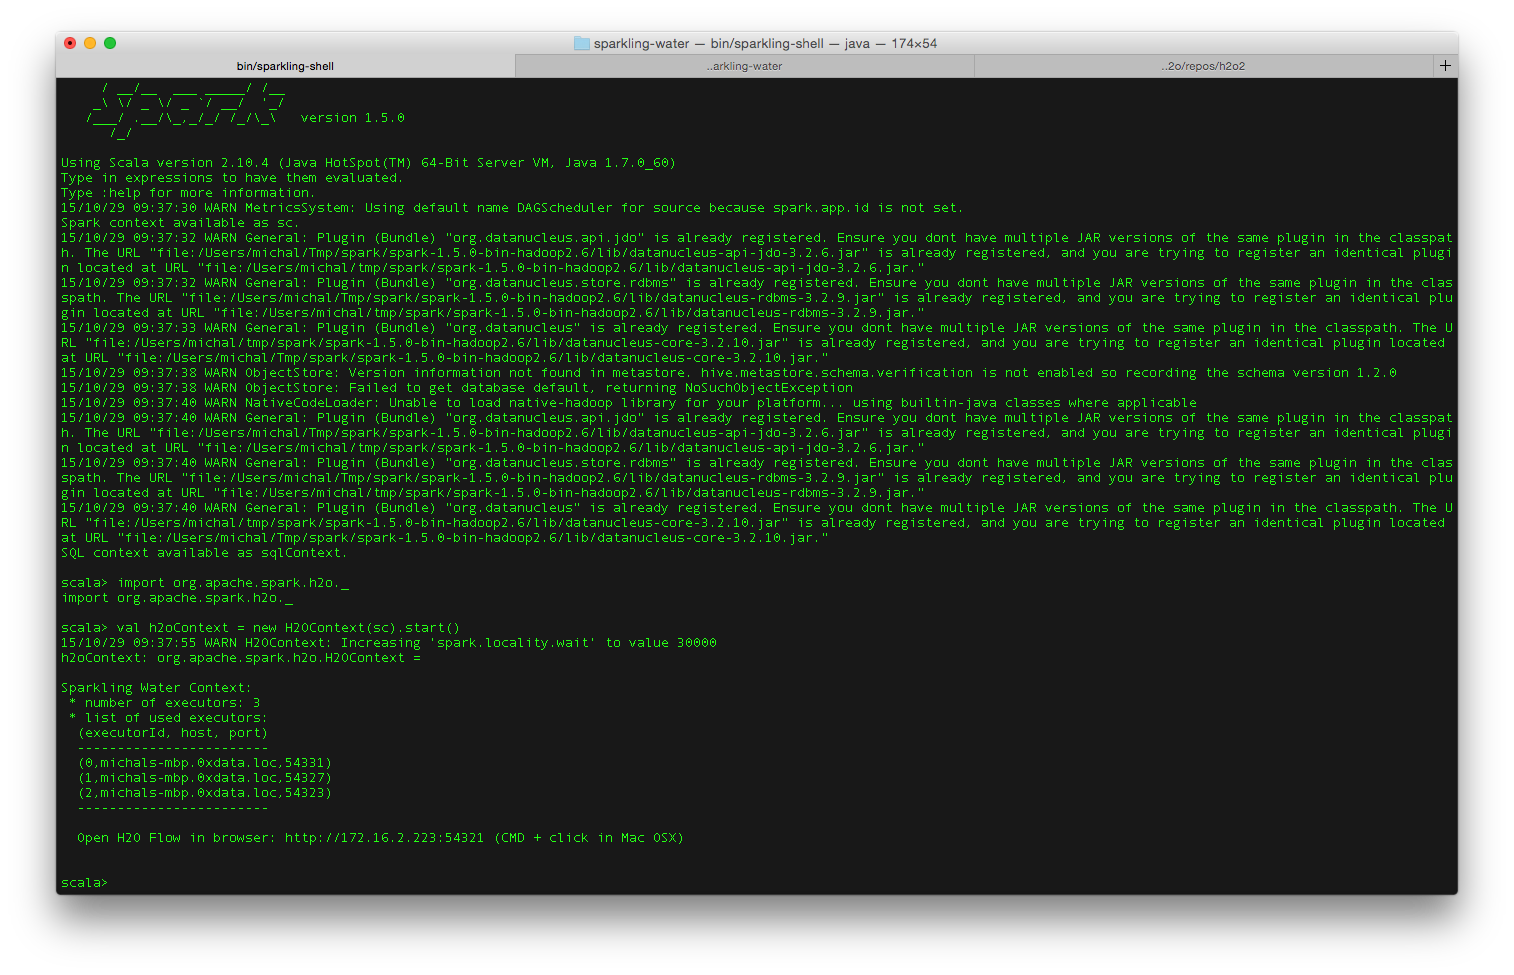 sparkling-water — bin/sparkling-shell — java — 174×54
bin/sparkling-shell
..arkling-water
..2o/repos/h2o2
+
      / __/__  ___ _____/ /__
    _\ \/ _ \/ _ `/ __/  '_/
   /___/ .__/\_,_/_/ /_/\_\   version 1.5.0
      /_/
Using Scala version 2.10.4 (Java HotSpot(TM) 64-Bit Server VM, Java 1.7.0_60)
Type in expressions to have them evaluated.
Type :help for more information.
15/10/29 09:37:30 WARN MetricsSystem: Using default name DAGScheduler for source because spark.app.id is not set.
Spark context available as sc.
15/10/29 09:37:32 WARN General: Plugin (Bundle) "org.datanucleus.api.jdo" is already registered. Ensure you dont have multiple JAR versions of the same plugin in the classpat
h. The URL "file:/Users/michal/Tmp/spark/spark-1.5.0-bin-hadoop2.6/lib/datanucleus-api-jdo-3.2.6.jar" is already registered, and you are trying to register an identical plugi
n located at URL "file:/Users/michal/tmp/spark/spark-1.5.0-bin-hadoop2.6/lib/datanucleus-api-jdo-3.2.6.jar."
15/10/29 09:37:32 WARN General: Plugin (Bundle) "org.datanucleus.store.rdbms" is already registered. Ensure you dont have multiple JAR versions of the same plugin in the clas
spath. The URL "file:/Users/michal/Tmp/spark/spark-1.5.0-bin-hadoop2.6/lib/datanucleus-rdbms-3.2.9.jar" is already registered, and you are trying to register an identical plu
gin located at URL "file:/Users/michal/tmp/spark/spark-1.5.0-bin-hadoop2.6/lib/datanucleus-rdbms-3.2.9.jar."
15/10/29 09:37:33 WARN General: Plugin (Bundle) "org.datanucleus" is already registered. Ensure you dont have multiple JAR versions of the same plugin in the classpath. The U
RL "file:/Users/michal/tmp/spark/spark-1.5.0-bin-hadoop2.6/lib/datanucleus-core-3.2.10.jar" is already registered, and you are trying to register an identical plugin located
at URL "file:/Users/michal/Tmp/spark/spark-1.5.0-bin-hadoop2.6/lib/datanucleus-core-3.2.10.jar."
15/10/29 09:37:38 WARN ObjectStore: Version information not found in metastore. hive.metastore.schema.verification is not enabled so recording the schema version 1.2.0
15/10/29 09:37:38 WARN ObjectStore: Failed to get database default, returning NoSuchObjectException
15/10/29 09:37:40 WARN NativeCodeLoader: Unable to load native-hadoop library for your platform... using builtin-java classes where applicable
15/10/29 09:37:40 WARN General: Plugin (Bundle) "org.datanucleus.api.jdo" is already registered. Ensure you dont have multiple JAR versions of the same plugin in the classpat
h. The URL "file:/Users/michal/Tmp/spark/spark-1.5.0-bin-hadoop2.6/lib/datanucleus-api-jdo-3.2.6.jar" is already registered, and you are trying to register an identical plugi
n located at URL "file:/Users/michal/tmp/spark/spark-1.5.0-bin-hadoop2.6/lib/datanucleus-api-jdo-3.2.6.jar."
15/10/29 09:37:40 WARN General: Plugin (Bundle) "org.datanucleus.store.rdbms" is already registered. Ensure you dont have multiple JAR versions of the same plugin in the clas
spath. The URL "file:/Users/michal/Tmp/spark/spark-1.5.0-bin-hadoop2.6/lib/datanucleus-rdbms-3.2.9.jar" is already registered, and you are trying to register an identical plu
gin located at URL "file:/Users/michal/tmp/spark/spark-1.5.0-bin-hadoop2.6/lib/datanucleus-rdbms-3.2.9.jar."
15/10/29 09:37:40 WARN General: Plugin (Bundle) "org.datanucleus" is already registered. Ensure you dont have multiple JAR versions of the same plugin in the classpath. The U
RL "file:/Users/michal/tmp/spark/spark-1.5.0-bin-hadoop2.6/lib/datanucleus-core-3.2.10.jar" is already registered, and you are trying to register an identical plugin located
at URL "file:/Users/michal/Tmp/spark/spark-1.5.0-bin-hadoop2.6/lib/datanucleus-core-3.2.10.jar."
SQL context available as sqlContext.
scala> import org.apache.spark.h2o._
import org.apache.spark.h2o._
scala> val h2oContext = new H2OContext(sc).start()
15/10/29 09:37:55 WARN H2OContext: Increasing 'spark.locality.wait' to value 30000
h2oContext: org.apache.spark.h2o.H2OContext =
Sparkling Water Context:
 * number of executors: 3
 * list of used executors:
  (executorId, host, port)
  ------------------------
  (0,michals-mbp.0xdata.loc,54331)
  (1,michals-mbp.0xdata.loc,54327)
  (2,michals-mbp.0xdata.loc,54323)
  ------------------------
  Open H2O Flow in browser: http://172.16.2.223:54321 (CMD + click in Mac OSX)
scala>